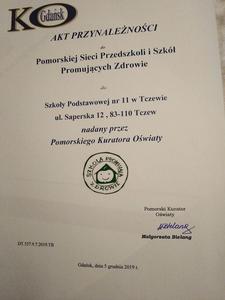 KO
Gdańsk
AKT PRZYNALEŻNOŚCI
do
Pomorskiej Sieci Przedszkoli i Szkół
Promujących Zdrowie
dla
Szkoły Podstawowej nr 11 w Tczewie
ul. Saperska 12 , 83-110 Tczew
nadany przez
Pomorskiego Kuratora Oświaty
SZKOŁA PROMUJĄCA
ZDROWIE
Pomorski Kurator
Oświaty
Małgorzata Bielang
Gdańsk, dnia 5 grudnia 2019 r.